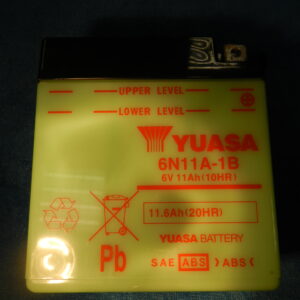 UPPER LEVEL
LOWER LEVEL
YUASA
6N11A-1B
6V 11Ah(10HR)
11.6Ah(20HR)
YUASA BATTERY
Pb
SAE ABS >ABS<